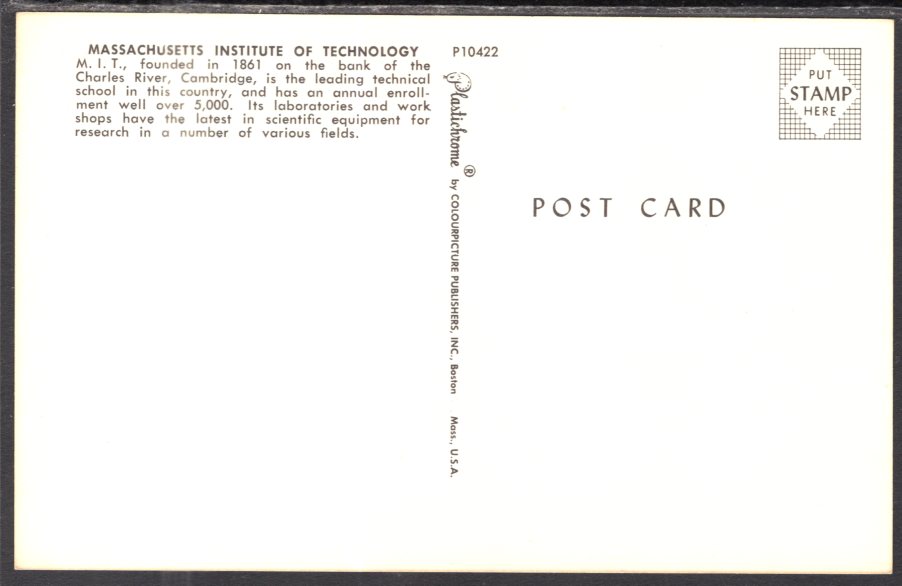 MASSACHUSETTS INSTITUTE OF TECHNOLOGY
M. I. T., founded in 1861 on the bank of the
Charles River, Cambridge, is the leading technical
school in this country, and has an annual enroll-
ment well over 5,000. Its laboratories and work
shops have the latest in scientific equipment for
research in a number of various fields.
P10422
Plastichrome ® by COLOURPICTURE PUBLISHERS, INC., Boston Mass., U.S.A.
PUT
STAMP
HERE
POST CARD